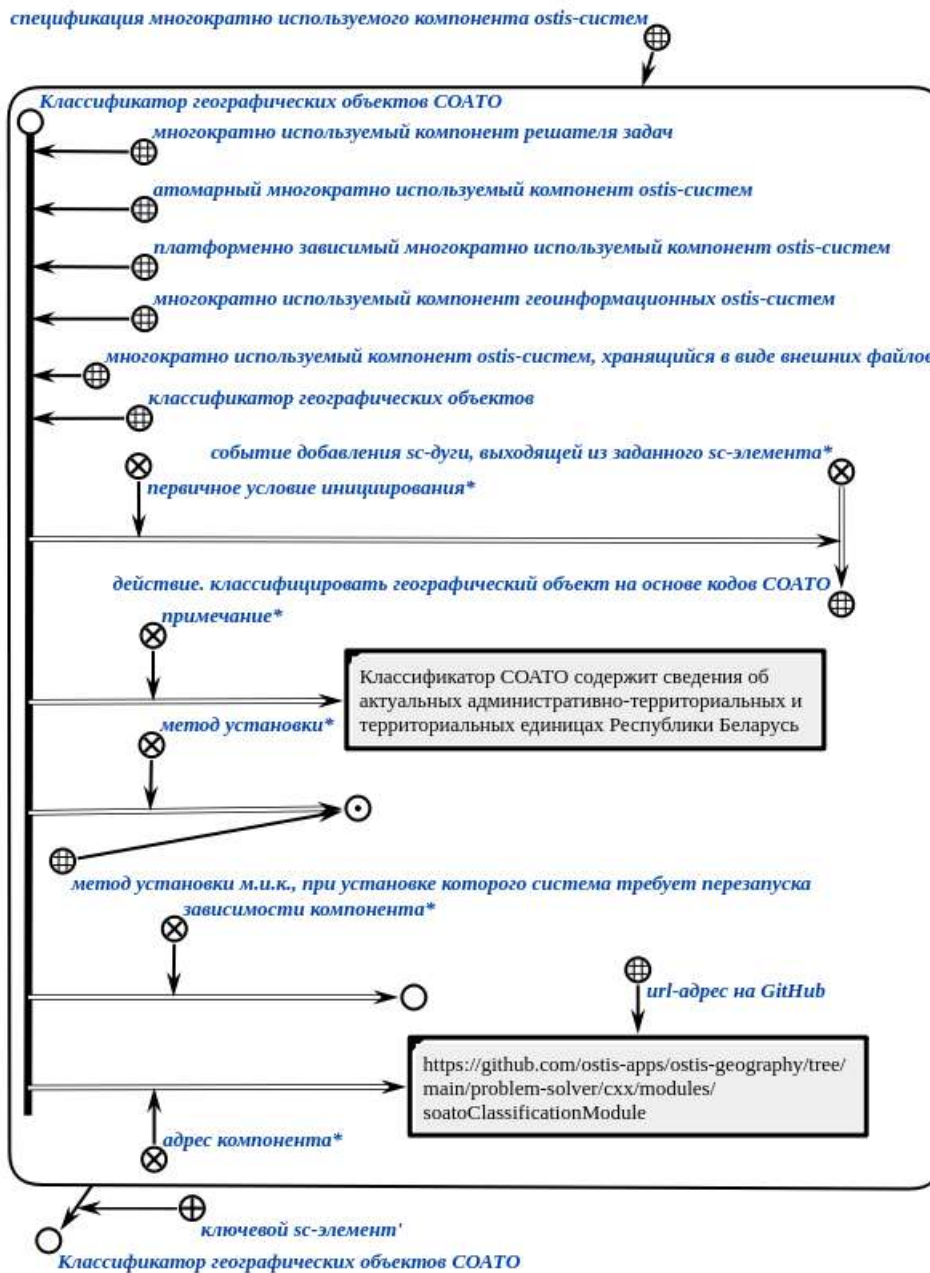 спецификация многократно используемого компонента ostis-систем
Классификатор географических объектов СОАТО
многократно используемый компонент решателя задач
атомарный многократно используемый компонент ostis-систем
платформенно зависимый многократно используемый компонент ostis-систем
многократно используемый компонент геоинформационных ostis-систем
многократно используемый компонент ostis-систем, хранящийся в виде внешних файлов
классификатор географических объектов
событие добавления sc-дуги, выходящей из заданного sc-элемента*
первичное условие инициирования*
действие. классифицировать географический объект на основе кодов СОАТО
примечание*
Классификатор СОАТО содержит сведения об
актуальных административно-территориальных и
территориальных единицах Республики Беларусь
метод установки*
метод установки м.и.к., при установке которого система требует перезапуска
зависимости компонента*
url-адрес на GitHub
https://github.com/ostis-apps/ostis-geography/tree/
main/problem-solver/cxx/modules/
soatoClassificationModule
адрес компонента*
ключевой sc-элемент'
Классификатор географических объектов СОАТО